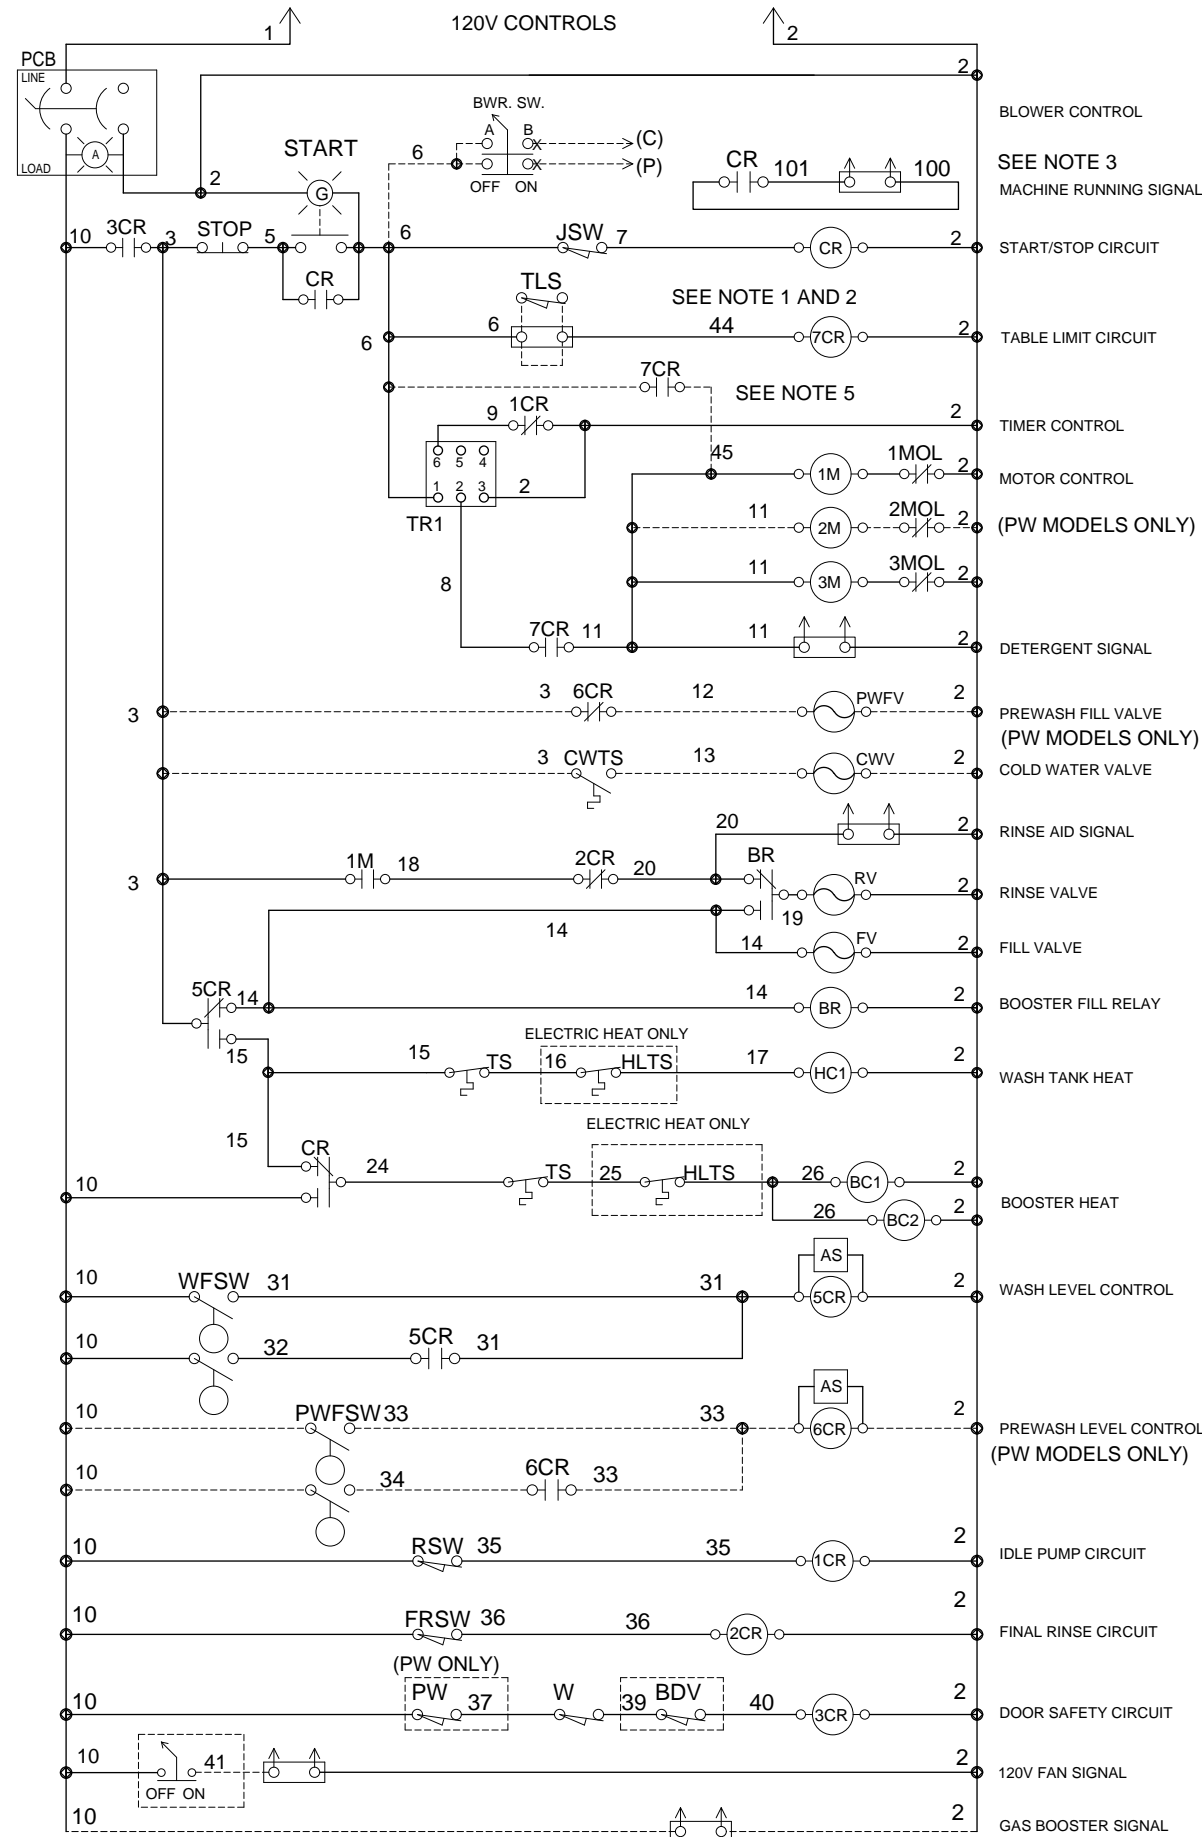 120V CONTROLS
1
2
PCB
LINE
2
BWR. SW.
BLOWER CONTROL
A B
(C)
START
6
(P)
CR 101 100
SEE NOTE 3
A
LOAD
OFF ON
MACHINE RUNNING SIGNAL
2
G
10 3CR 3 STOP 5 6 JSW 7 CR 2 START/STOP CIRCUIT
CR
TLS
SEE NOTE 1 AND 2
6 6 44 7CR 2 TABLE LIMIT CIRCUIT
7CR
SEE NOTE 5
9 1CR 2 TIMER CONTROL
6 5 4
45 1M 1MOL 2 MOTOR CONTROL
1 2 3 2
TR1
11 2M 2MOL 2 (PW MODELS ONLY)
8
11 3M 3MOL 2
7CR 11 11 2 DETERGENT SIGNAL
3 3 6CR 12 PWFV 2 PREWASH FILL VALVE
(PW MODELS ONLY)
3 CWTS 13 CWV 2 COLD WATER VALVE
20 2 RINSE AID SIGNAL
3 1M 18 2CR 20 BR RV 2 RINSE VALVE
19
14 14 FV 2 FILL VALVE
5CR 14 14 BR 2 BOOSTER FILL RELAY
ELECTRIC HEAT ONLY
15 15 TS 16 HLTS 17 HC1 2 WASH TANK HEAT
ELECTRIC HEAT ONLY
15 CR 24 TS 25 HLTS 26 BC1 2
10 BOOSTER HEAT
26 BC2 2
AS
10 WFSW 31 31 5CR 2 WASH LEVEL CONTROL
10 32 5CR 31
AS
10 PWFSW 33 33 6CR 2 PREWASH LEVEL CONTROL
(PW MODELS ONLY)
10 34 6CR 33
10 RSW 35 35 1CR 2 IDLE PUMP CIRCUIT
10 FRSW 36 36 2CR 2 FINAL RINSE CIRCUIT
(PW ONLY)
10 PW 37 W 39 BDV 40 3CR 2 DOOR SAFETY CIRCUIT
10 41 2 120V FAN SIGNAL
OFF ON
10 2 GAS BOOSTER SIGNAL